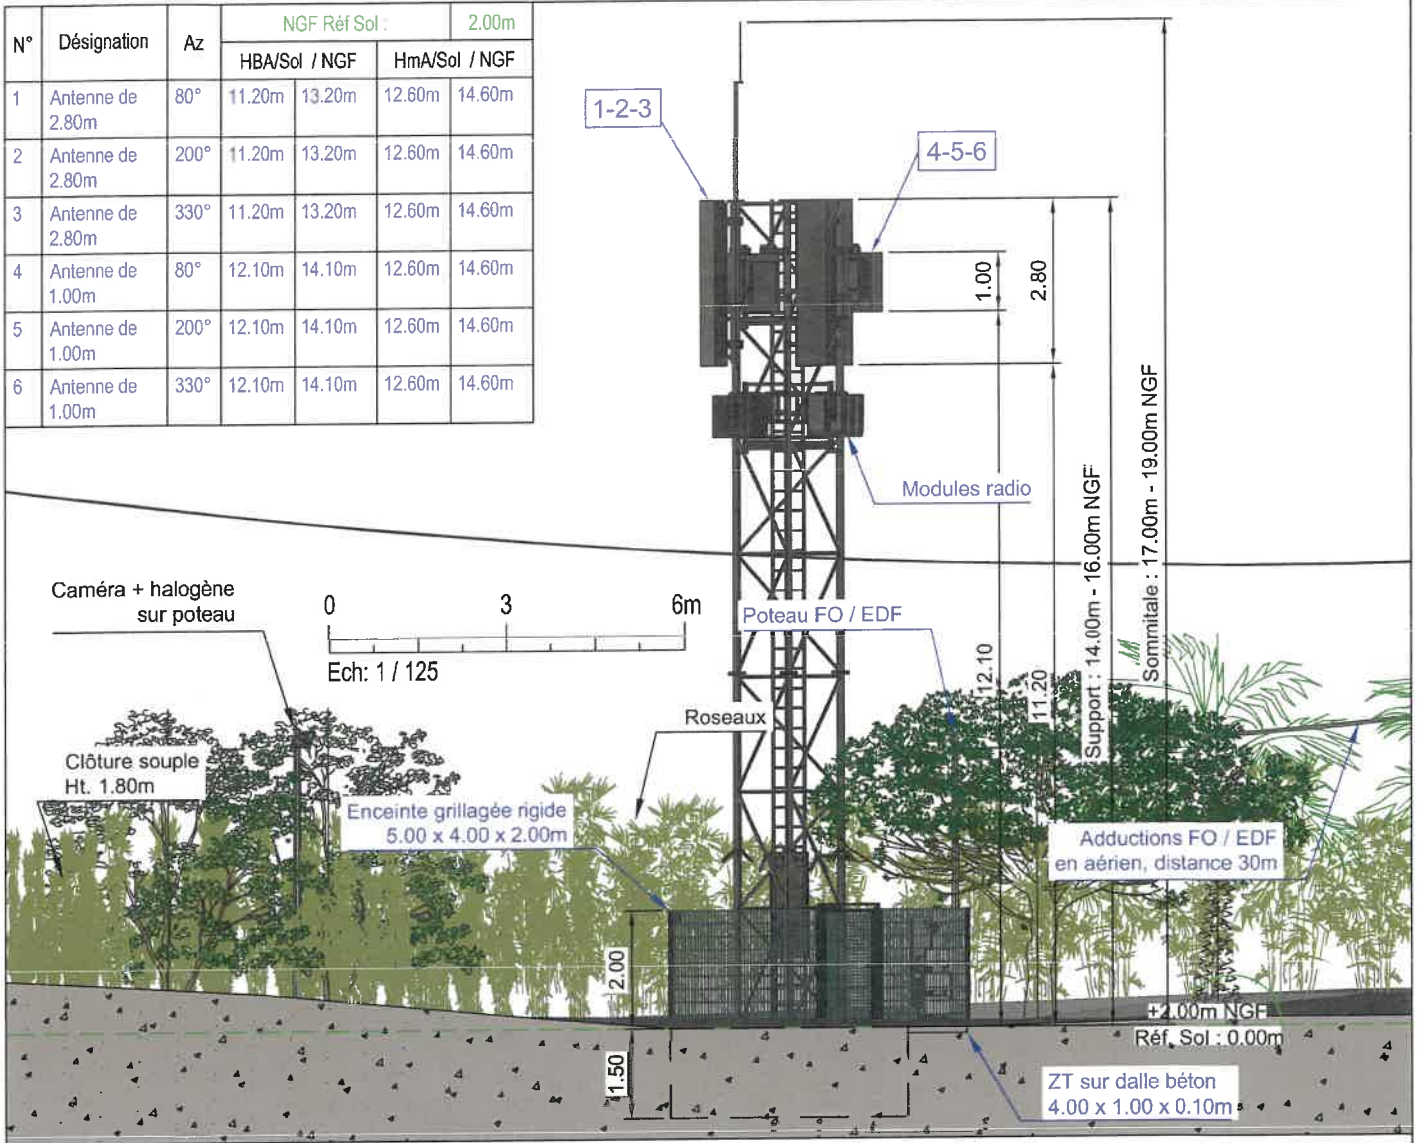 N° Désignation Az NGF Réf Sol : 2.00m
HBA/Sol / NGF HmA/Sol / NGF
1 Antenne de 2.80m 80° 11.20m 13.20m 12.60m 14.60m
2 Antenne de 2.80m 200° 11.20m 13.20m 12.60m 14.60m
3 Antenne de 2.80m 330° 11.20m 13.20m 12.60m 14.60m
4 Antenne de 1.00m 80° 12.10m 14.10m 12.60m 14.60m
5 Antenne de 1.00m 200° 12.10m 14.10m 12.60m 14.60m
6 Antenne de 1.00m 330° 12.10m 14.10m 12.60m 14.60m
1-2-3
4-5-6
1.00
2.80
Modules radio
Support : 14.00m - 16.00m NGF
Sommitale : 17.00m - 19.00m NGF
Caméra + halogène
sur poteau
0 3 6m
Ech: 1 / 125
Poteau FO / EDF
12.10
11.20
Roseaux
Clôture souple
Ht. 1.80m
Enceinte grillagée rigide
5.00 x 4.00 x 2.00m
Adductions FO / EDF
en aérien, distance 30m
2.00
1.50
+2.00m NGF
Réf. Sol : 0.00m
ZT sur dalle béton
4.00 x 1.00 x 0.10m